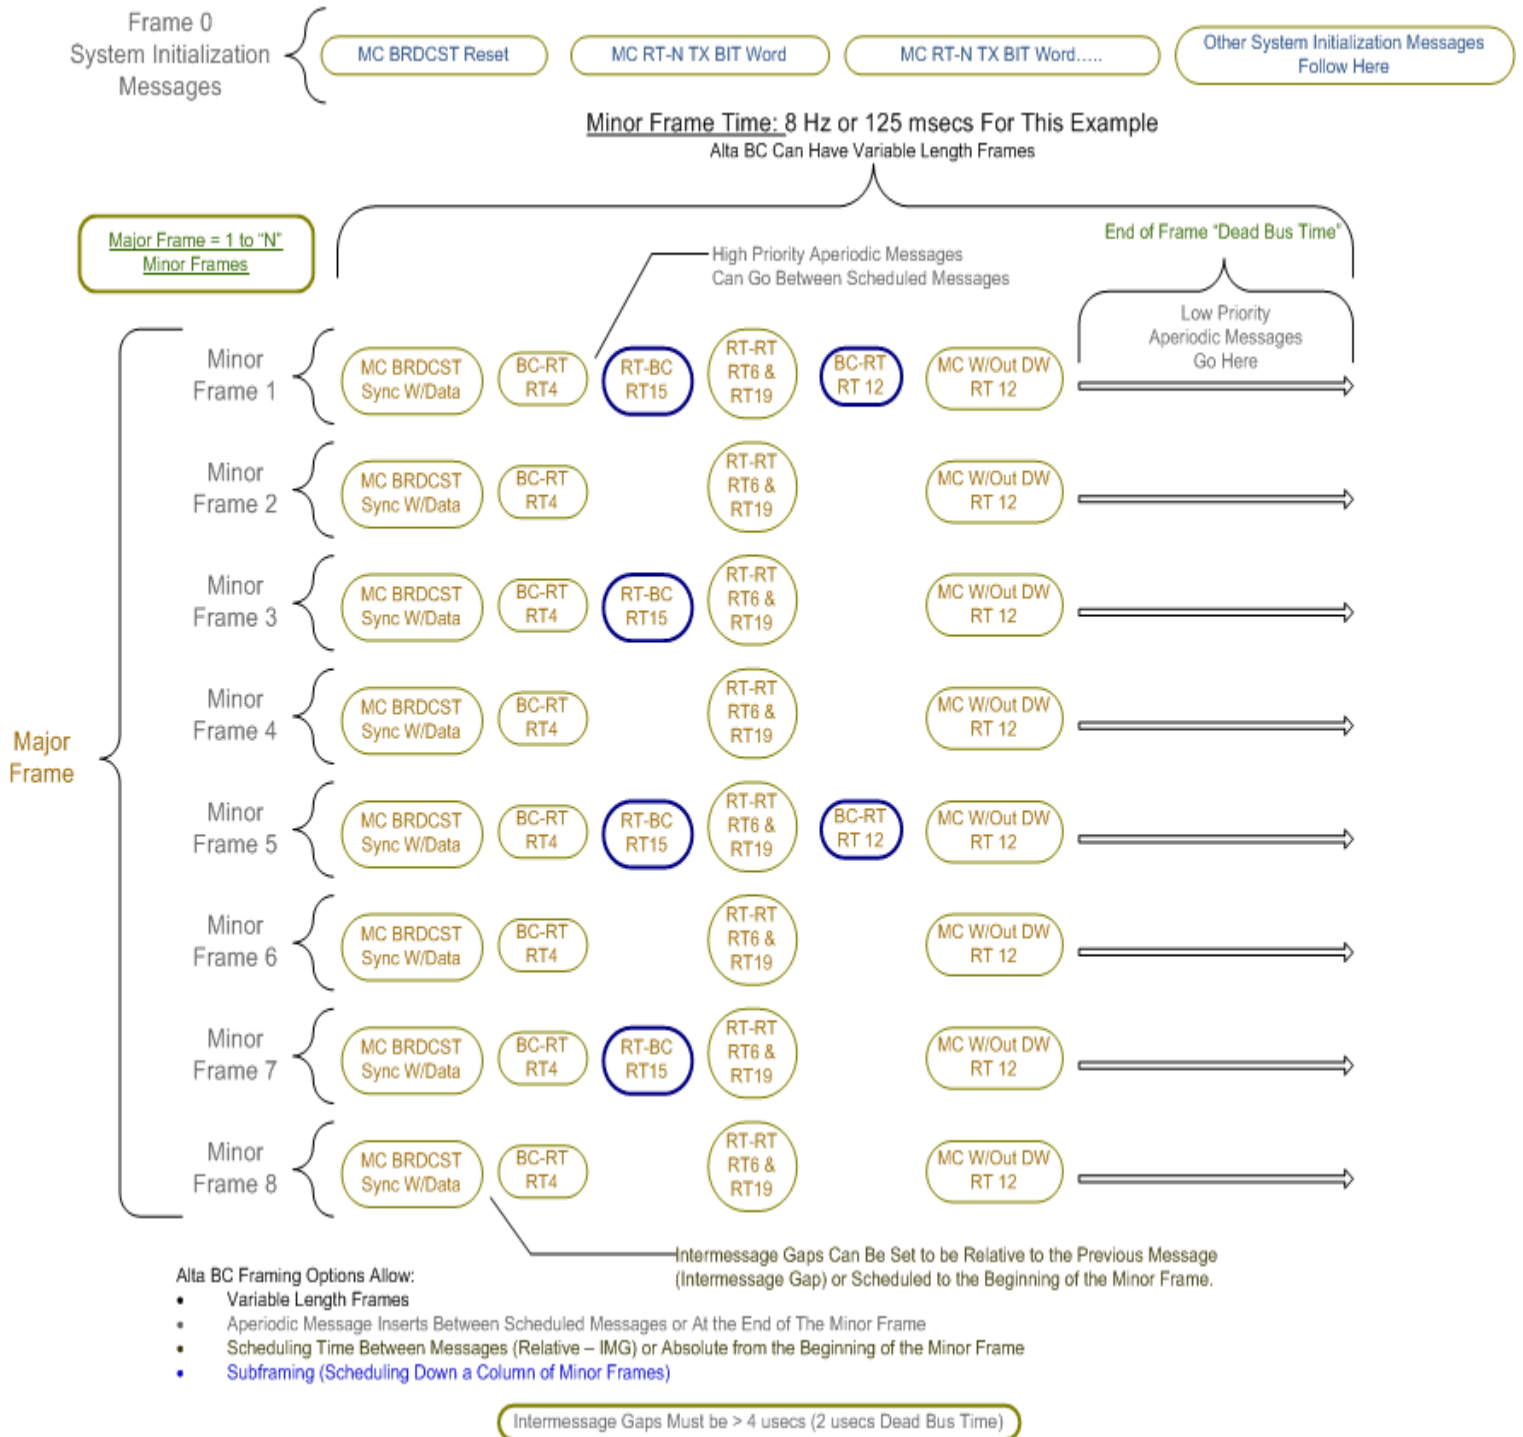 Frame 0
System Initialization
Messages
MC BRDCST Reset
MC RT-N TX BIT Word
MC RT-N TX BIT Word.....
Other System Initialization Messages
Follow Here
Minor Frame Time: 8 Hz or 125 msecs For This Example
Alta BC Can Have Variable Length Frames
Major Frame = 1 to “N”
Minor Frames
High Priority Aperiodic Messages
Can Go Between Scheduled Messages
End of Frame “Dead Bus Time”
Low Priority
Aperiodic Messages
Go Here
Major
Frame
Minor
Frame 1
MC BRDCST
Sync W/Data
BC-RT
RT4
RT-BC
RT15
RT-RT
RT6 &
RT19
BC-RT
RT 12
MC W/Out DW
RT 12
Minor
Frame 2
MC BRDCST
Sync W/Data
BC-RT
RT4
RT-RT
RT6 &
RT19
MC W/Out DW
RT 12
Minor
Frame 3
MC BRDCST
Sync W/Data
BC-RT
RT4
RT-BC
RT15
RT-RT
RT6 &
RT19
MC W/Out DW
RT 12
Minor
Frame 4
MC BRDCST
Sync W/Data
BC-RT
RT4
RT-RT
RT6 &
RT19
MC W/Out DW
RT 12
Minor
Frame 5
MC BRDCST
Sync W/Data
BC-RT
RT4
RT-BC
RT15
RT-RT
RT6 &
RT19
BC-RT
RT 12
MC W/Out DW
RT 12
Minor
Frame 6
MC BRDCST
Sync W/Data
BC-RT
RT4
RT-RT
RT6 &
RT19
MC W/Out DW
RT 12
Minor
Frame 7
MC BRDCST
Sync W/Data
BC-RT
RT4
RT-BC
RT15
RT-RT
RT6 &
RT19
MC W/Out DW
RT 12
Minor
Frame 8
MC BRDCST
Sync W/Data
BC-RT
RT4
RT-RT
RT6 &
RT19
MC W/Out DW
RT 12
Intermessage Gaps Can Be Set to be Relative to the Previous Message
(Intermessage Gap) or Scheduled to the Beginning of the Minor Frame.
Alta BC Framing Options Allow:
• Variable Length Frames
• Aperiodic Message Inserts Between Scheduled Messages or At the End of The Minor Frame
• Scheduling Time Between Messages (Relative – IMG) or Absolute from the Beginning of the Minor Frame
• Subframing (Scheduling Down a Column of Minor Frames)
Intermessage Gaps Must be > 4 usecs (2 usecs Dead Bus Time)